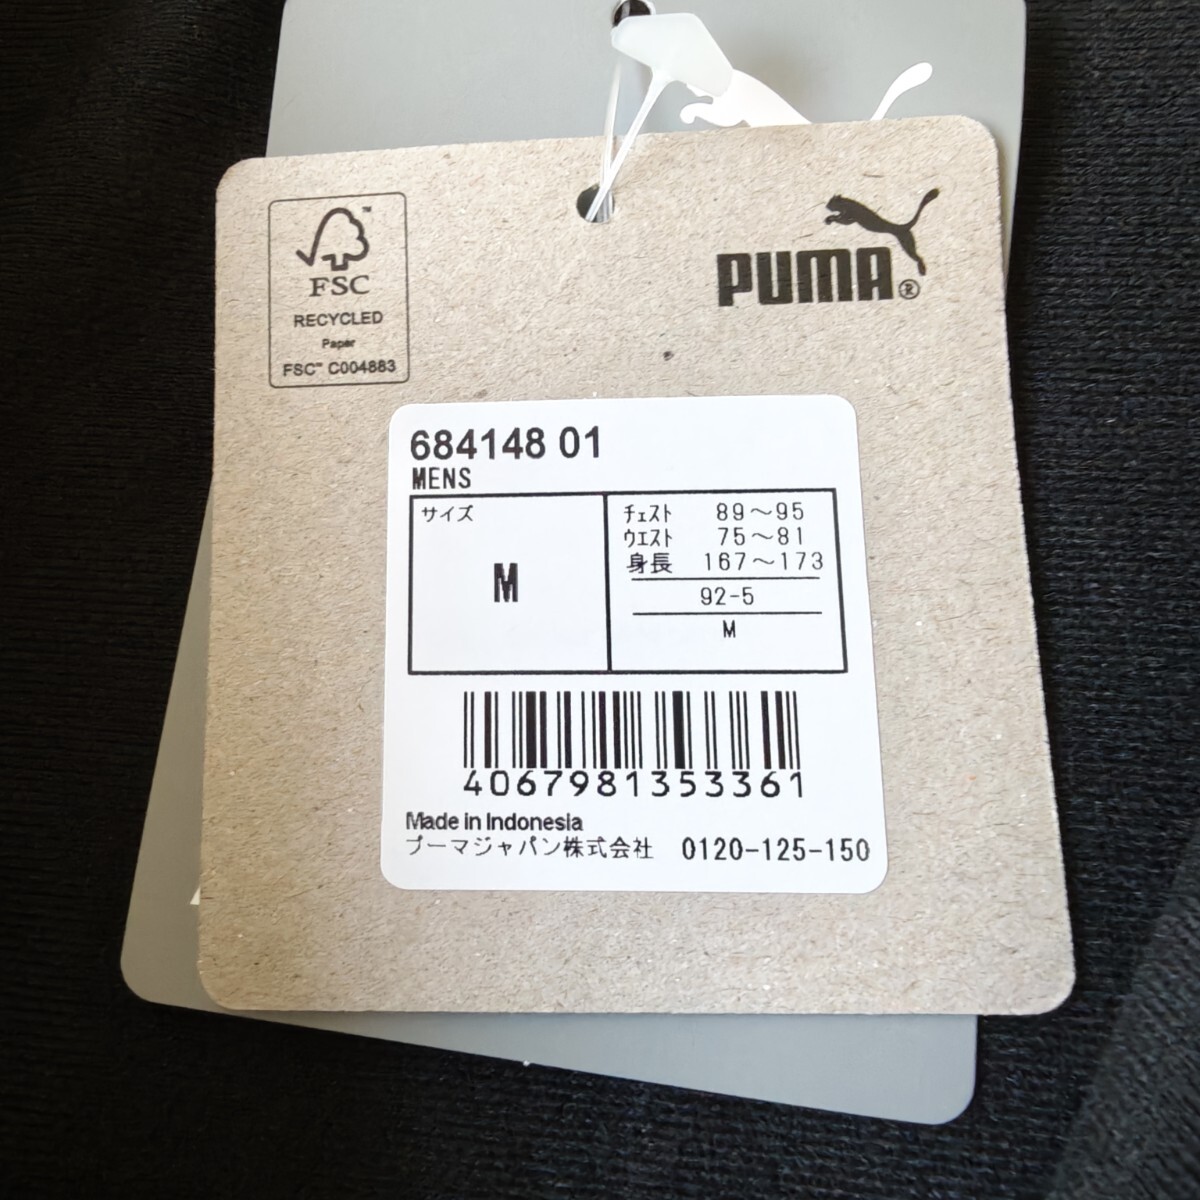 FSC™
RECYCLED
Paper
FSC™ C004883
PUMA®
684148 01
MENS
サイズ
M
チェスト 89～95
ウエスト 75～81
身長 167～173
92-5
M
4067981353361
Made in Indonesia
プーマジャパン株式会社 0120-125-150